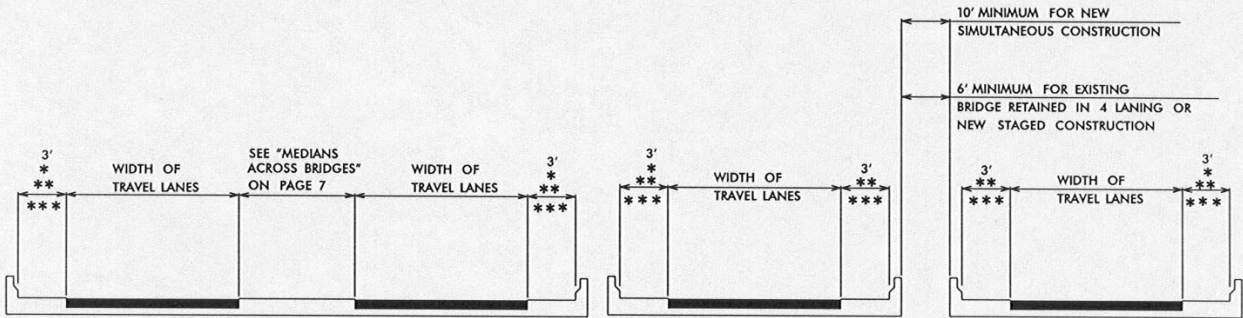 10' MINIMUM FOR NEW
SIMULTANEOUS CONSTRUCTION
6' MINIMUM FOR EXISTING
BRIDGE RETAINED IN 4 LANING OR
NEW STAGED CONSTRUCTION
3'
*
**
***
WIDTH OF
TRAVEL LANES
SEE "MEDIANS
ACROSS BRIDGES"
ON PAGE 7
WIDTH OF
TRAVEL LANES
3'
*
**
***
3'
*
**
***
WIDTH OF
TRAVEL LANES
3'
**
***
3'
**
***
WIDTH OF
TRAVEL LANES
3'
*
**
***